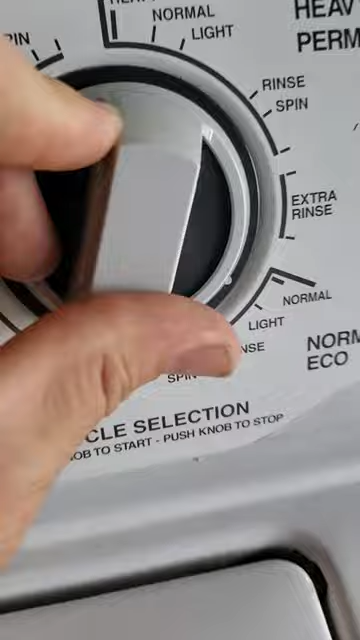 NORMAL
LIGHT
HEAVY
PERM
RINSE
SPIN
EXTRA
RINSE
NORMAL
LIGHT
NORM
ECO
SPIN
CLE SELECTION
OB TO START - PUSH KNOB TO STOP